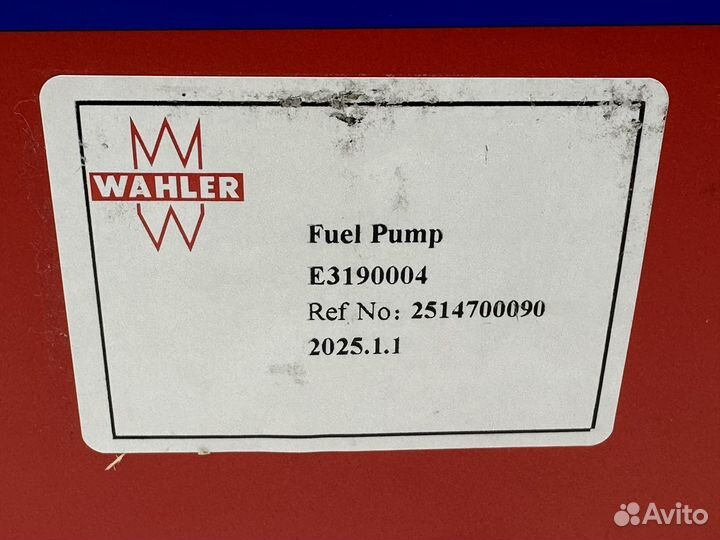 WAHLER
Fuel Pump
E3190004
Ref No: 2514700090
2025.1.1
Avito